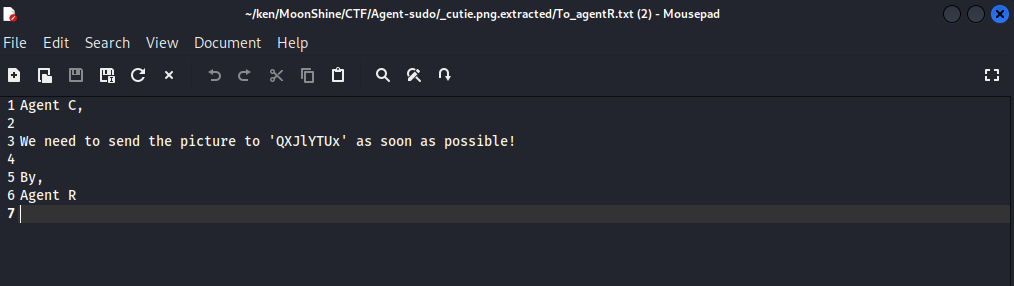 ~/ken/MoonShine/CTF/Agent-sudo/_cutie.png.extracted/To_agentR.txt (2) - Mousepad
File Edit Search View Document Help
1 Agent C,
2
3 We need to send the picture to 'QXJlYTUx' as soon as possible!
4
5 By,
6 Agent R
7